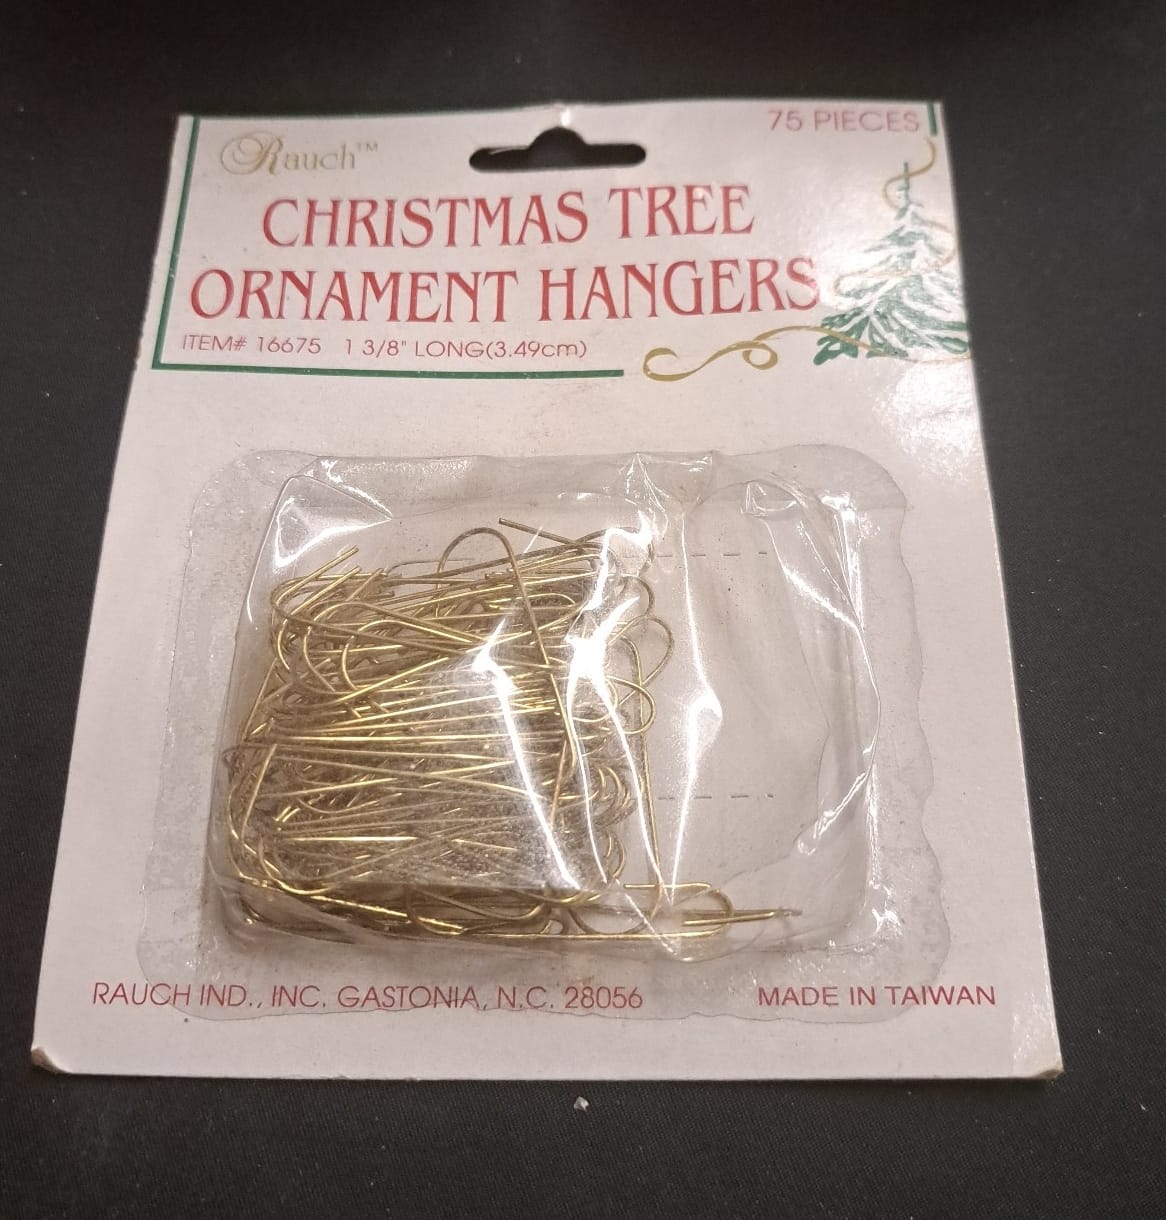 Rauch™
75 PIECES
CHRISTMAS TREE
ORNAMENT HANGERS
ITEM# 16675 1 3/8" LONG(3.49cm)
RAUCH IND., INC. GASTONIA, N.C. 28056
MADE IN TAIWAN